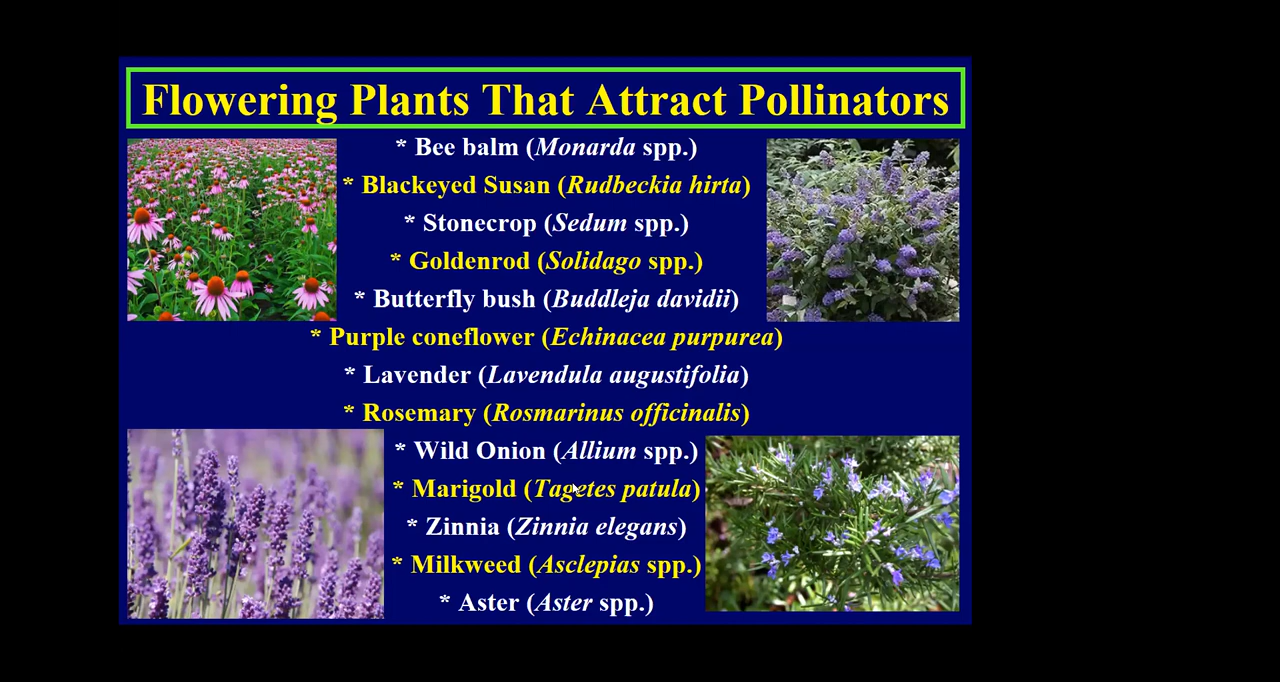 Flowering Plants That Attract Pollinators
* Bee balm (Monarda spp.)
* Blackeyed Susan (Rudbeckia hirta)
* Stonecrop (Sedum spp.)
* Goldenrod (Solidago spp.)
* Butterfly bush (Buddleja davidii)
* Purple coneflower (Echinacea purpurea)
* Lavender (Lavendula augustifolia)
* Rosemary (Rosmarinus officinalis)
* Wild Onion (Allium spp.)
* Marigold (Tagetes patula)
* Zinnia (Zinnia elegans)
* Milkweed (Asclepias spp.)
* Aster (Aster spp.)